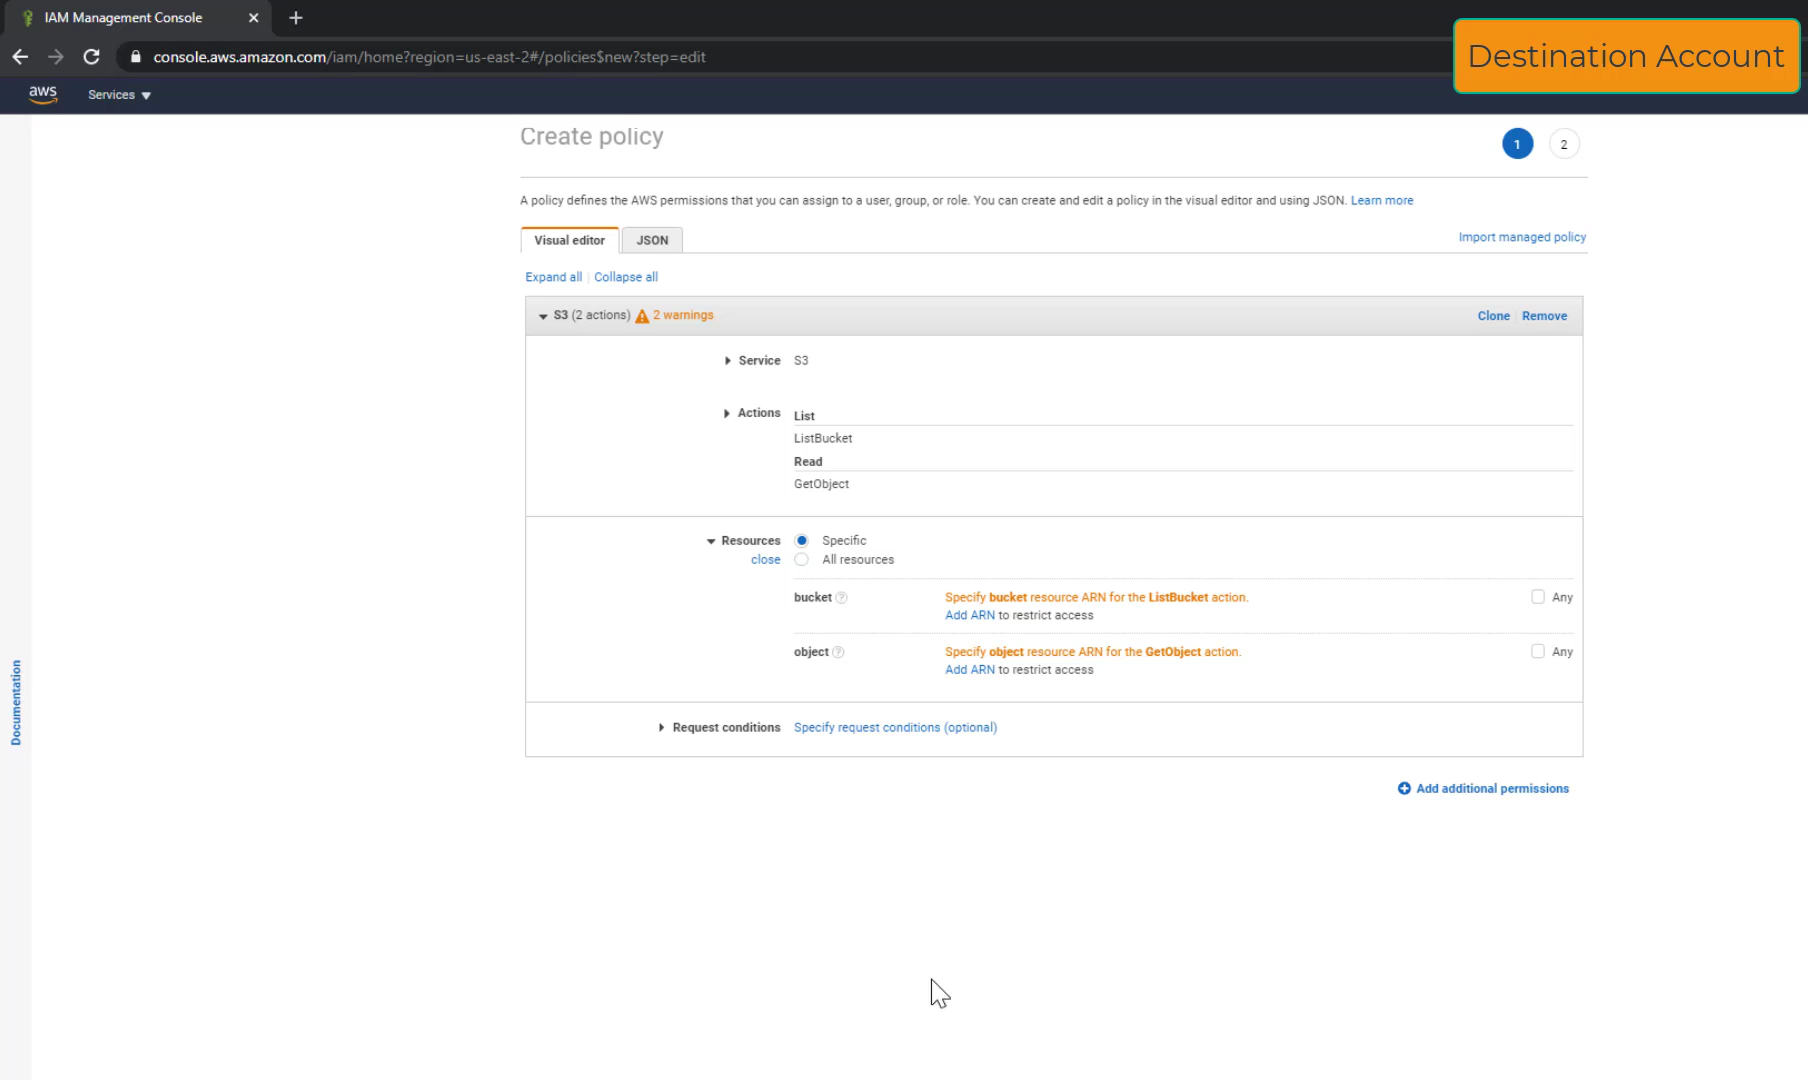 IAM Management Console
console.aws.amazon.com/iam/home?region=us-east-2#/policies$new?step=edit
Destination Account
aws Services
Create policy
1 2
A policy defines the AWS permissions that you can assign to a user, group, or role. You can create and edit a policy in the visual editor and using JSON. Learn more
Visual editor JSON Import managed policy
Expand all | Collapse all
S3 (2 actions) 2 warnings Clone | Remove
Service S3
Actions List
ListBucket
Read
GetObject
Resources Specific
close All resources
bucket ? Specify bucket resource ARN for the ListBucket action. Any
Add ARN to restrict access
object ? Specify object resource ARN for the GetObject action. Any
Add ARN to restrict access
Request conditions Specify request conditions (optional)
Add additional permissions
Documentation